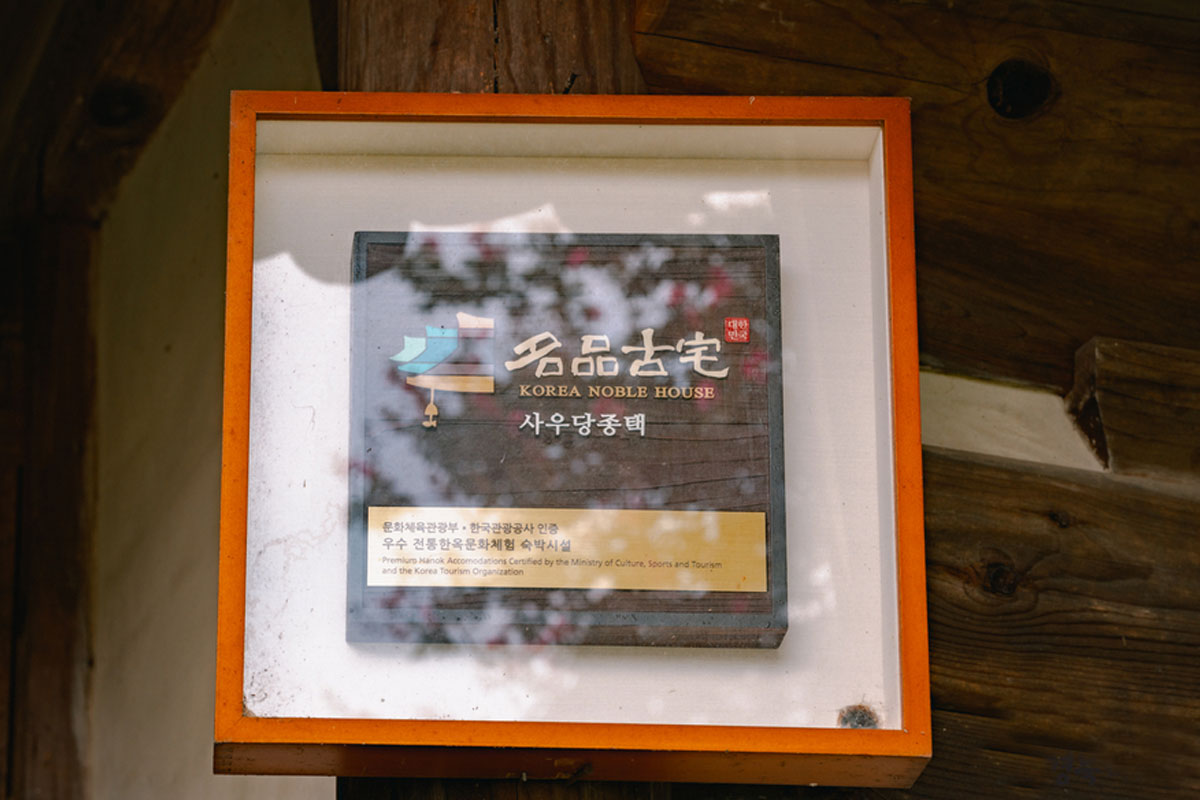 名品古宅
대한
민국
KOREA NOBLE HOUSE
사우당종택
문화체육관광부 • 한국관광공사 인증
우수 전통한옥문화체험 숙박시설
Premium Hanok Accomodations Certified by the Ministry of Culture, Sports and Tourism
and the Korea Tourism Organization